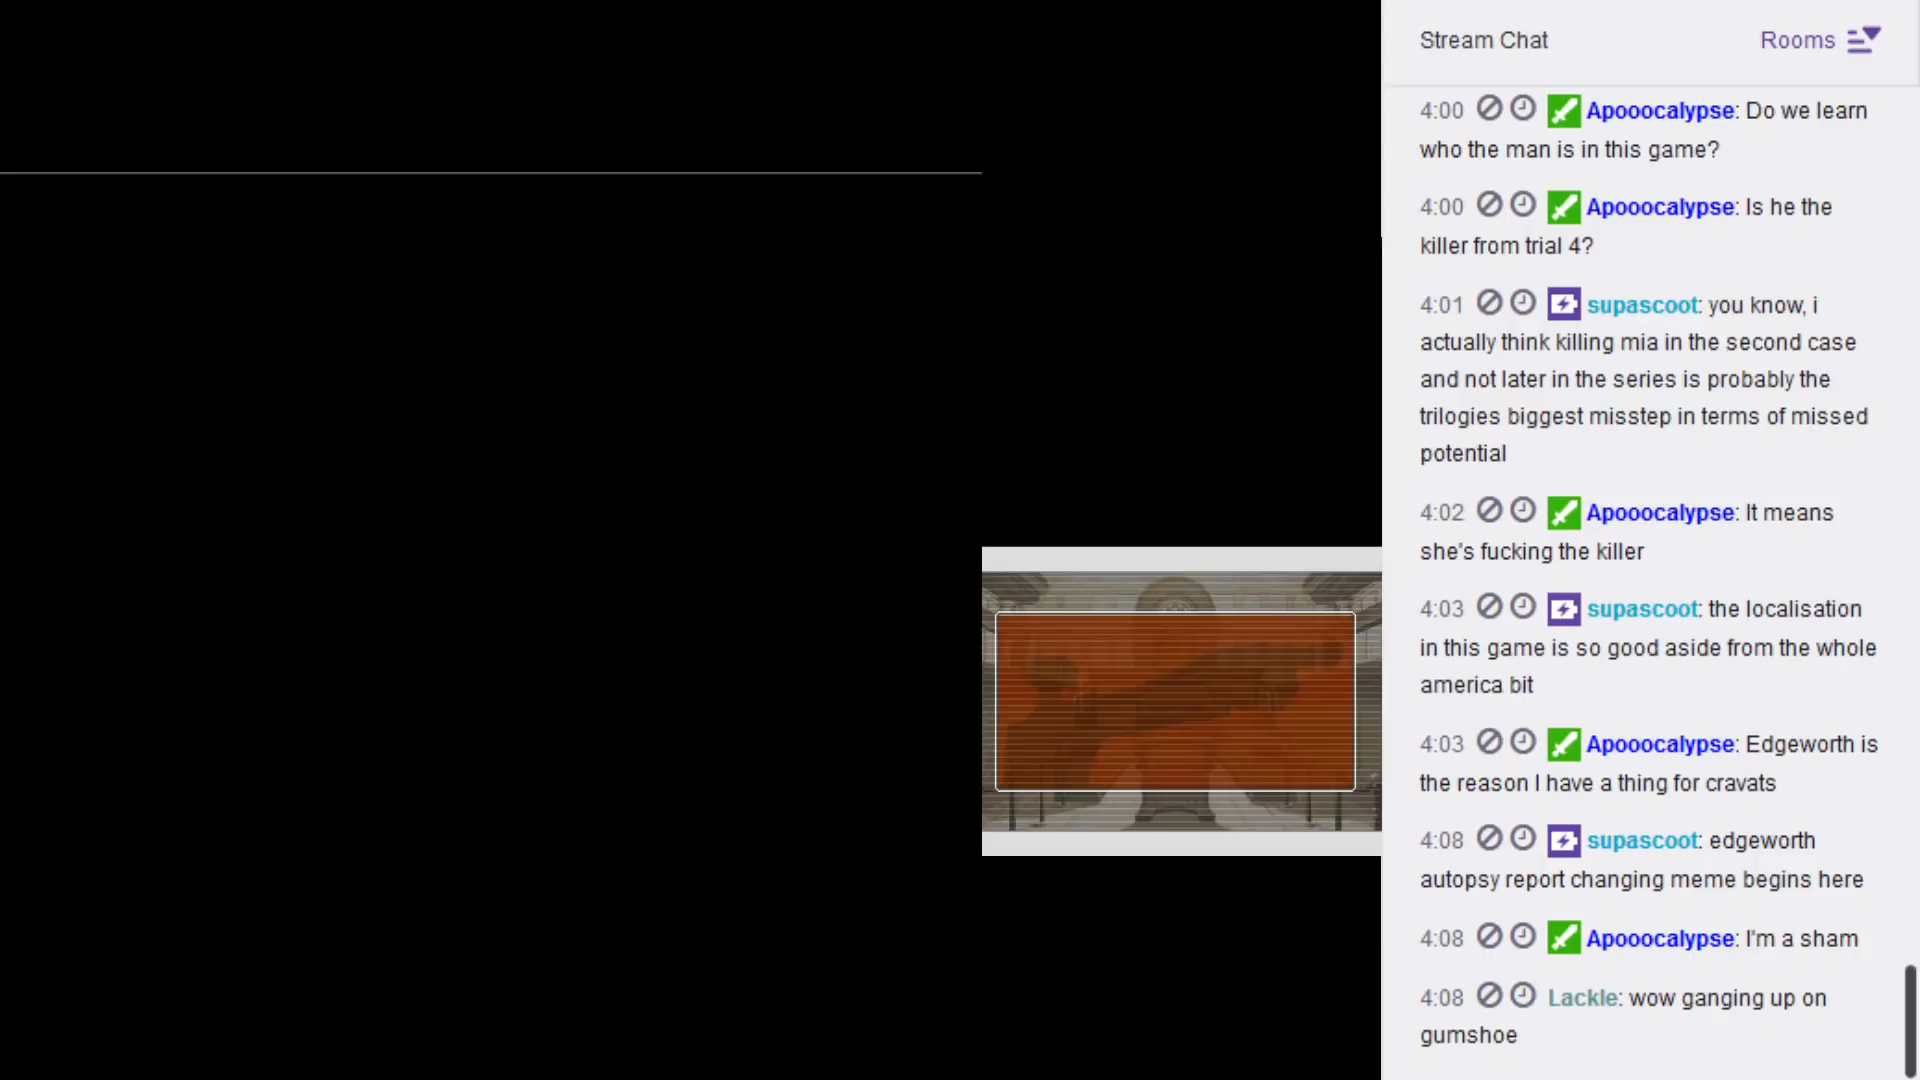 Stream Chat
Rooms
4:00 Apooocalypse: Do we learn
who the man is in this game?
4:00 Apooocalypse: Is he the
killer from trial 4?
4:01 supascoot: you know, i
actually think killing mia in the second case
and not later in the series is probably the
trilogies biggest misstep in terms of missed
potential
4:02 Apooocalypse: It means
she's fucking the killer
4:03 supascoot: the localisation
in this game is so good aside from the whole
america bit
4:03 Apooocalypse: Edgeworth is
the reason I have a thing for cravats
4:08 supascoot: edgeworth
autopsy report changing meme begins here
4:08 Apooocalypse: I'm a sham
4:08 Lackle: wow ganging up on
gumshoe